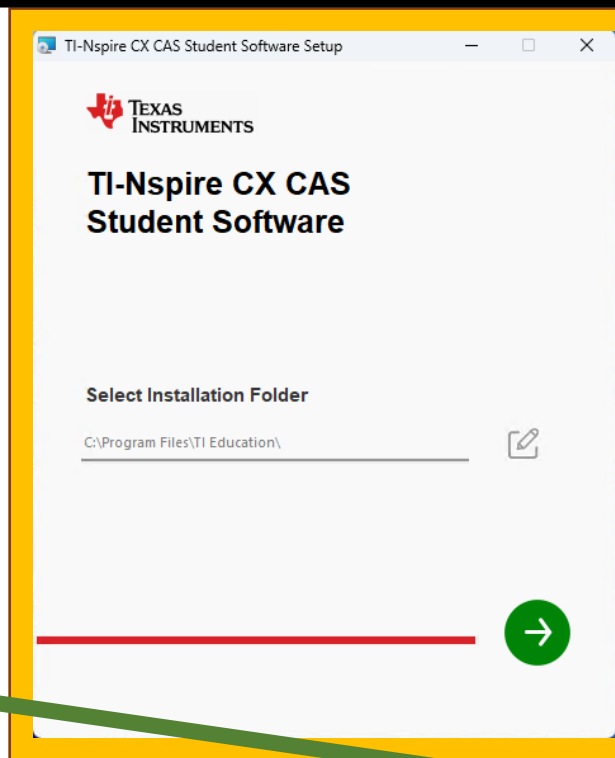 TI-Nspire CX CAS Student Software Setup
TEXAS
INSTRUMENTS
TI-Nspire CX CAS
Student Software
Select Installation Folder
C:\Program Files\TI Education\